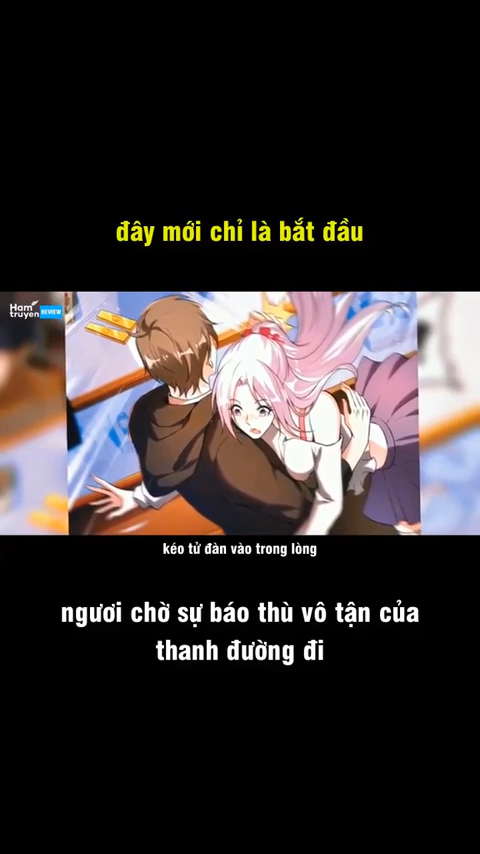 đây mới chỉ là bắt đầu
Ham
truyen REVIEW
kéo tử đàn vào trong lòng
ngươi chờ sự báo thù vô tận của
thanh đường đi